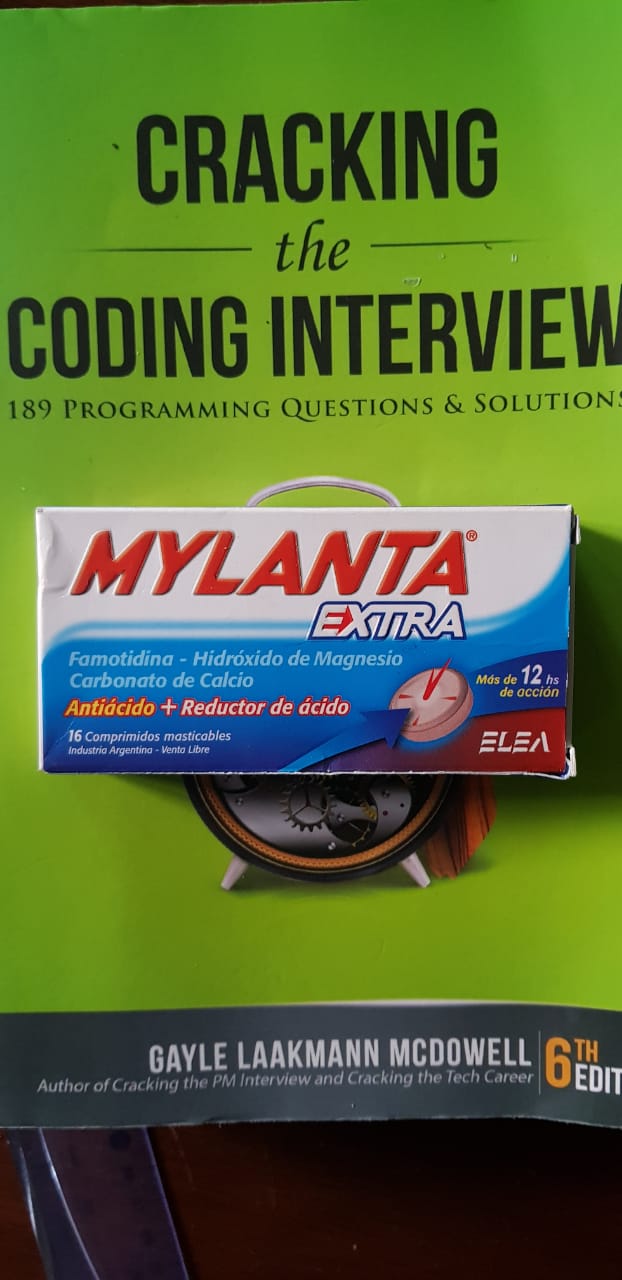 CRACKING
the
CODING INTERVIEW
189 PROGRAMMING QUESTIONS & SOLUTIONS
MYLANTA®
EXTRA
Famotidina - Hidróxido de Magnesio
Carbonato de Calcio
Antiácido + Reductor de ácido
16 Comprimidos masticables
Industria Argentina - Venta Libre
Más de 12 hs
de acción
ELEA
GAYLE LAAKMANN MCDOWELL
Author of Cracking the PM Interview and Cracking the Tech Career
6TH
EDIT